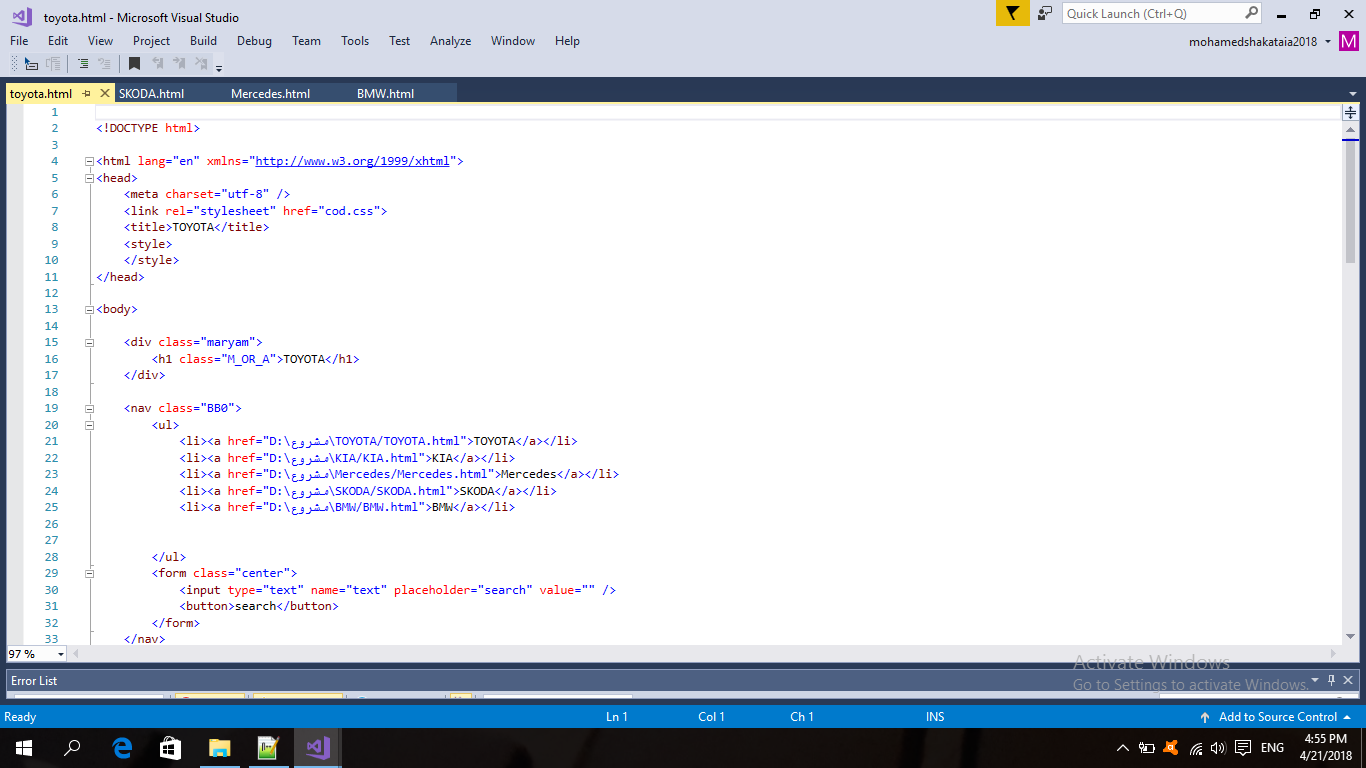 toyota.html - Microsoft Visual Studio
Quick Launch (Ctrl+Q)
File Edit View Project Build Debug Team Tools Test Analyze Window Help
mohamedshakataia2018 M
toyota.html SKODA.html Mercedes.html BMW.html
1
2 <!DOCTYPE html>
3
4 <html lang="en" xmlns="http://www.w3.org/1999/xhtml">
5 <head>
6 <meta charset="utf-8" />
7 <link rel="stylesheet" href="cod.css">
8 <title>TOYOTA</title>
9 <style>
10 </style>
11 </head>
12
13 <body>
14
15 <div class="maryam">
16 <h1 class="M_OR_A">TOYOTA</h1>
17 </div>
18
19 <nav class="BB0">
20 <ul>
21 <li><a href="D:\مشروع\TOYOTA/TOYOTA.html">TOYOTA</a></li>
22 <li><a href="D:\مشروع\KIA/KIA.html">KIA</a></li>
23 <li><a href="D:\مشروع\Mercedes/Mercedes.html">Mercedes</a></li>
24 <li><a href="D:\مشروع\SKODA/SKODA.html">SKODA</a></li>
25 <li><a href="D:\مشروع\BMW/BMW.html">BMW</a></li>
26
27
28 </ul>
29 <form class="center">
30 <input type="text" name="text" placeholder="search" value="" />
31 <button>search</button>
32 </form>
33 </nav>
97 %
Activate Windows
Go to Settings to activate Windows.
Error List
Ready Ln 1 Col 1 Ch 1 INS Add to Source Control
ENG
4:55 PM
4/21/2018